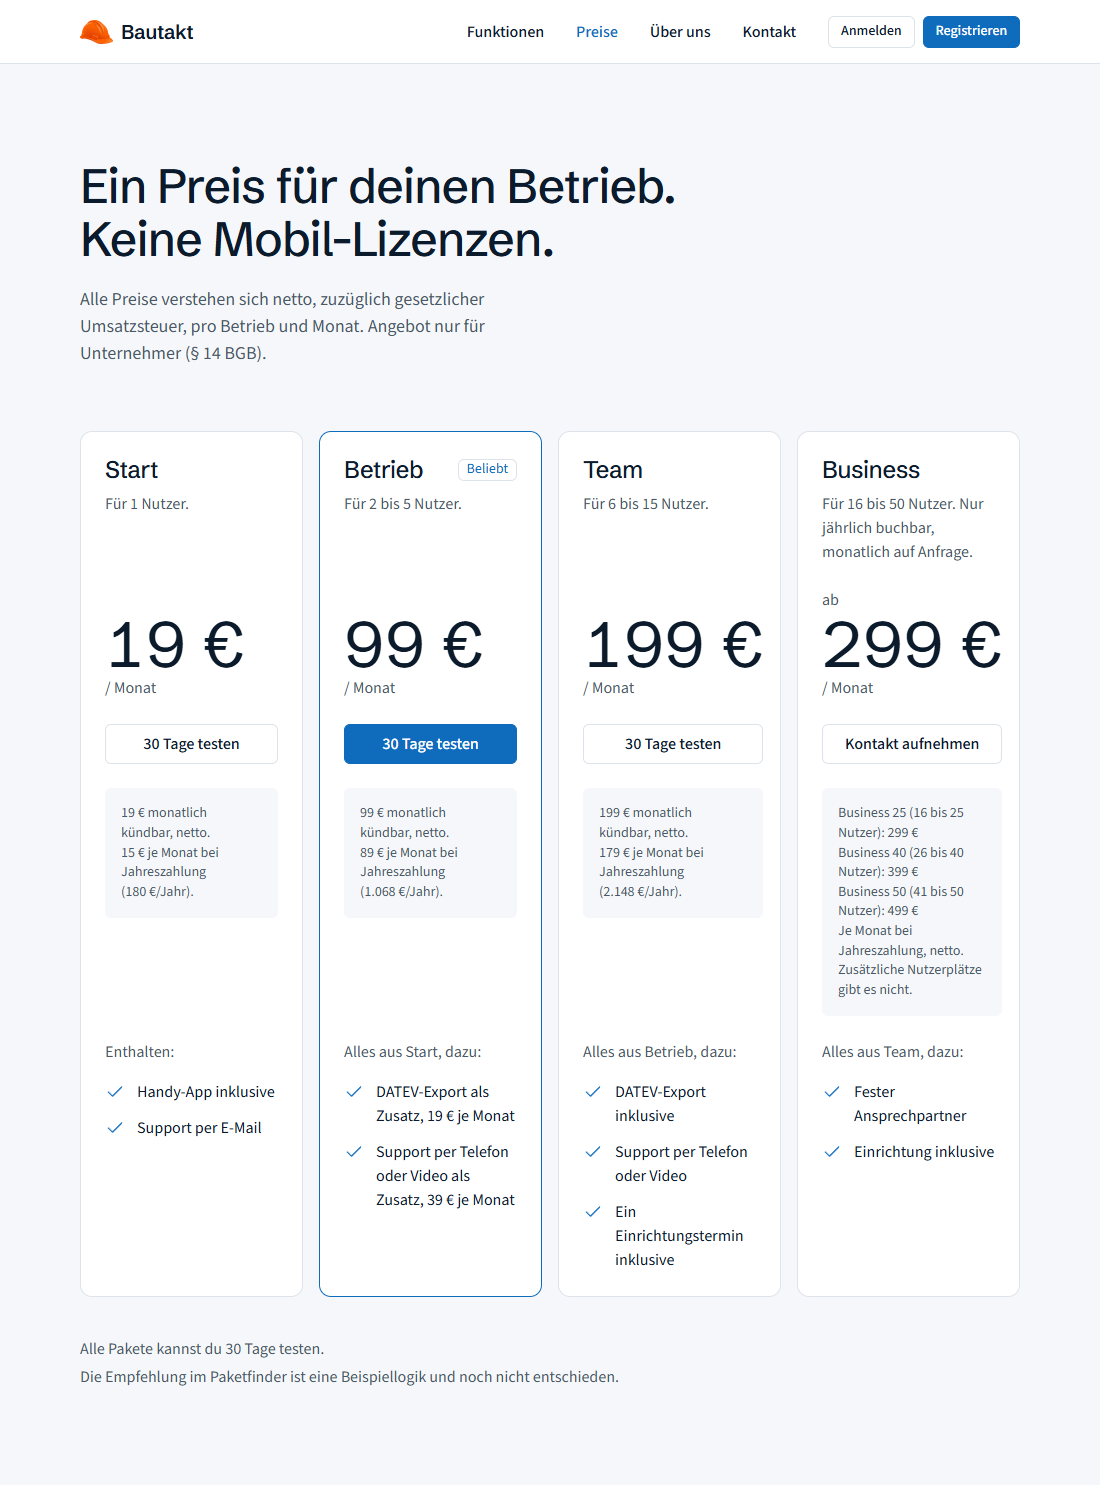 Bautakt
Funktionen
Preise
Über uns
Kontakt
Anmelden
Registrieren
Ein Preis für deinen Betrieb.
Keine Mobil-Lizenzen.
Alle Preise verstehen sich netto, zuzüglich gesetzlicher
Umsatzsteuer, pro Betrieb und Monat. Angebot nur für
Unternehmer (§ 14 BGB).
Start
Für 1 Nutzer.
19 €
/ Monat
30 Tage testen
19 € monatlich
kündbar, netto.
15 € je Monat bei
Jahreszahlung
(180 €/Jahr).
Enthalten:
Handy-App inklusive
Support per E-Mail
Betrieb
Beliebt
Für 2 bis 5 Nutzer.
99 €
/ Monat
30 Tage testen
99 € monatlich
kündbar, netto.
89 € je Monat bei
Jahreszahlung
(1.068 €/Jahr).
Alles aus Start, dazu:
DATEV-Export als
Zusatz, 19 € je Monat
Support per Telefon
oder Video als
Zusatz, 39 € je Monat
Team
Für 6 bis 15 Nutzer.
199 €
/ Monat
30 Tage testen
199 € monatlich
kündbar, netto.
179 € je Monat bei
Jahreszahlung
(2.148 €/Jahr).
Alles aus Betrieb, dazu:
DATEV-Export
inklusive
Support per Telefon
oder Video
Ein
Einrichtungstermin
inklusive
Business
Für 16 bis 50 Nutzer. Nur
jährlich buchbar,
monatlich auf Anfrage.
ab
299 €
/ Monat
Kontakt aufnehmen
Business 25 (16 bis 25
Nutzer): 299 €
Business 40 (26 bis 40
Nutzer): 399 €
Business 50 (41 bis 50
Nutzer): 499 €
Je Monat bei
Jahreszahlung, netto.
Zusätzliche Nutzerplätze
gibt es nicht.
Alles aus Team, dazu:
Fester
Ansprechpartner
Einrichtung inklusive
Alle Pakete kannst du 30 Tage testen.
Die Empfehlung im Paketfinder ist eine Beispiellogik und noch nicht entschieden.